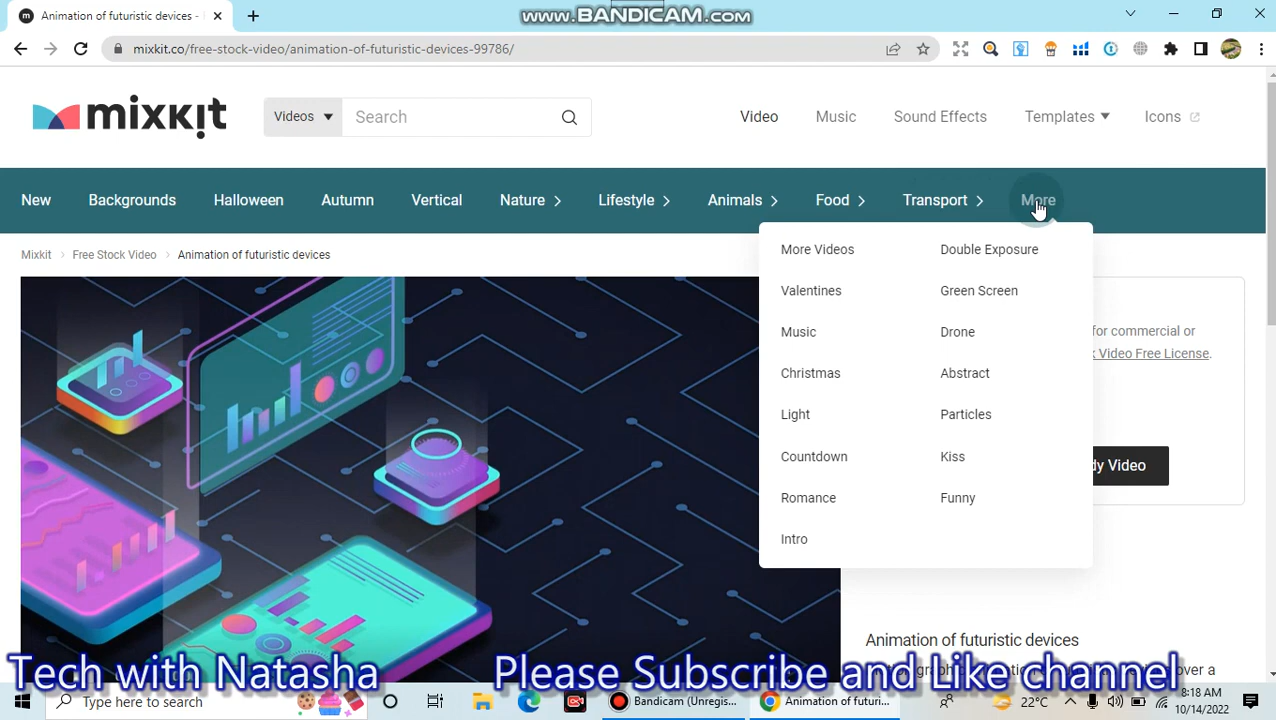 WWW.BANDICAM.COM
Animation of futuristic devices -
mixkit.co/free-stock-video/animation-of-futuristic-devices-99786/
mixkit
Videos
Search
Video
Music
Sound Effects
Templates
Icons
New
Backgrounds
Halloween
Autumn
Vertical
Nature
Lifestyle
Animals
Food
Transport
More
Mixkit > Free Stock Video > Animation of futuristic devices
More Videos
Double Exposure
Valentines
Green Screen
Music
Drone
Christmas
Abstract
Light
Particles
Countdown
Kiss
Romance
Funny
Intro
for commercial or
Video Free License.
Video
Animation of futuristic devices
Tech with Natasha
Please Subscribe and Like channel
Type here to search
Bandicam (Unregis...
Animation of futuri...
22°C
8:18 AM
10/14/2022